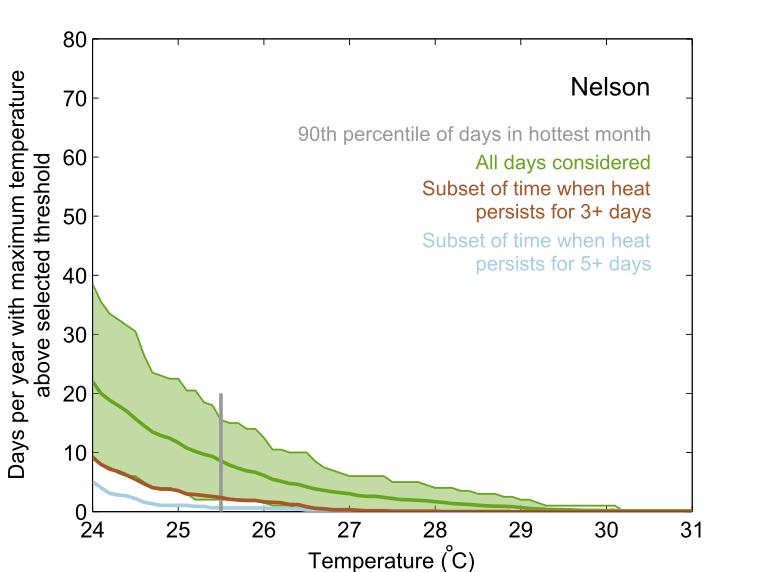 80
70
60
50
40
30
20
10
0
24 25 26 27 28 29 30 31
Days per year with maximum temperature
above selected threshold
Temperature (°C)
Nelson
90th percentile of days in hottest month
All days considered
Subset of time when heat
persists for 3+ days
Subset of time when heat
persists for 5+ days